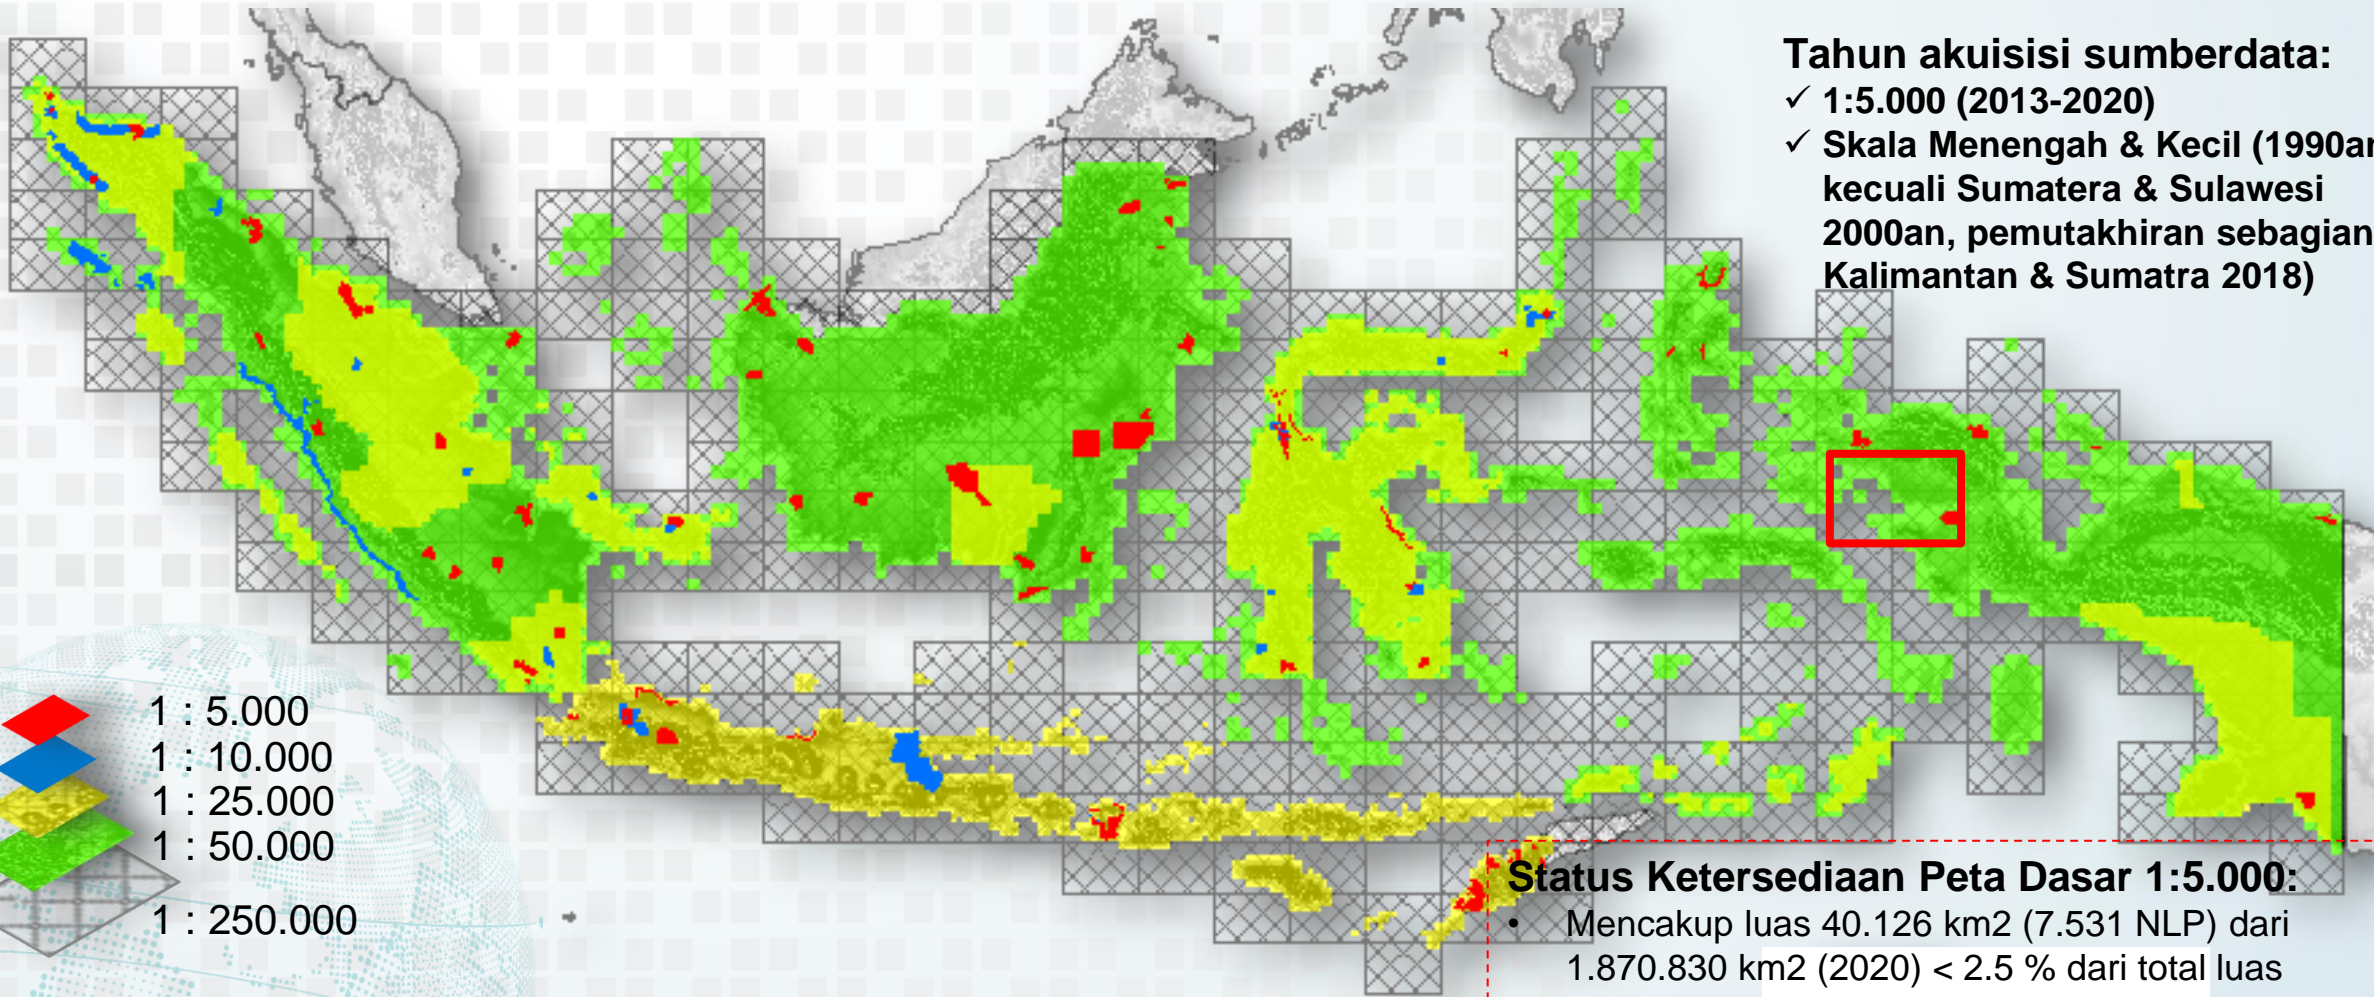 Tahun akuisisi sumberdata:
✓ 1:5.000 (2013-2020)
✓ Skala Menengah & Kecil (1990an
kecuali Sumatera & Sulawesi
2000an, pemutakhiran sebagian
Kalimantan & Sumatra 2018)
1 : 5.000
1 : 10.000
1 : 25.000
1 : 50.000
1 : 250.000
Status Ketersediaan Peta Dasar 1:5.000:
• Mencakup luas 40.126 km2 (7.531 NLP) dari
1.870.830 km2 (2020) < 2.5 % dari total luas